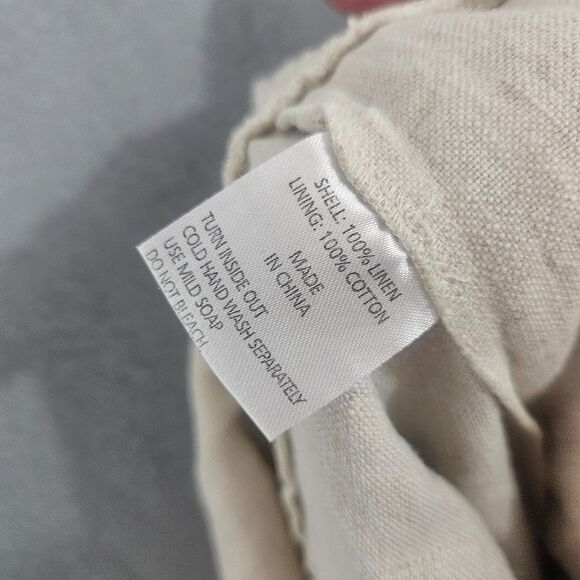 SHELL: 100% LINEN
LINING: 100% COTTON
MADE
IN CHINA
TURN INSIDE OUT
COLD HAND WASH SEPARATELY
USE MILD SOAP
DO NOT BLEACH